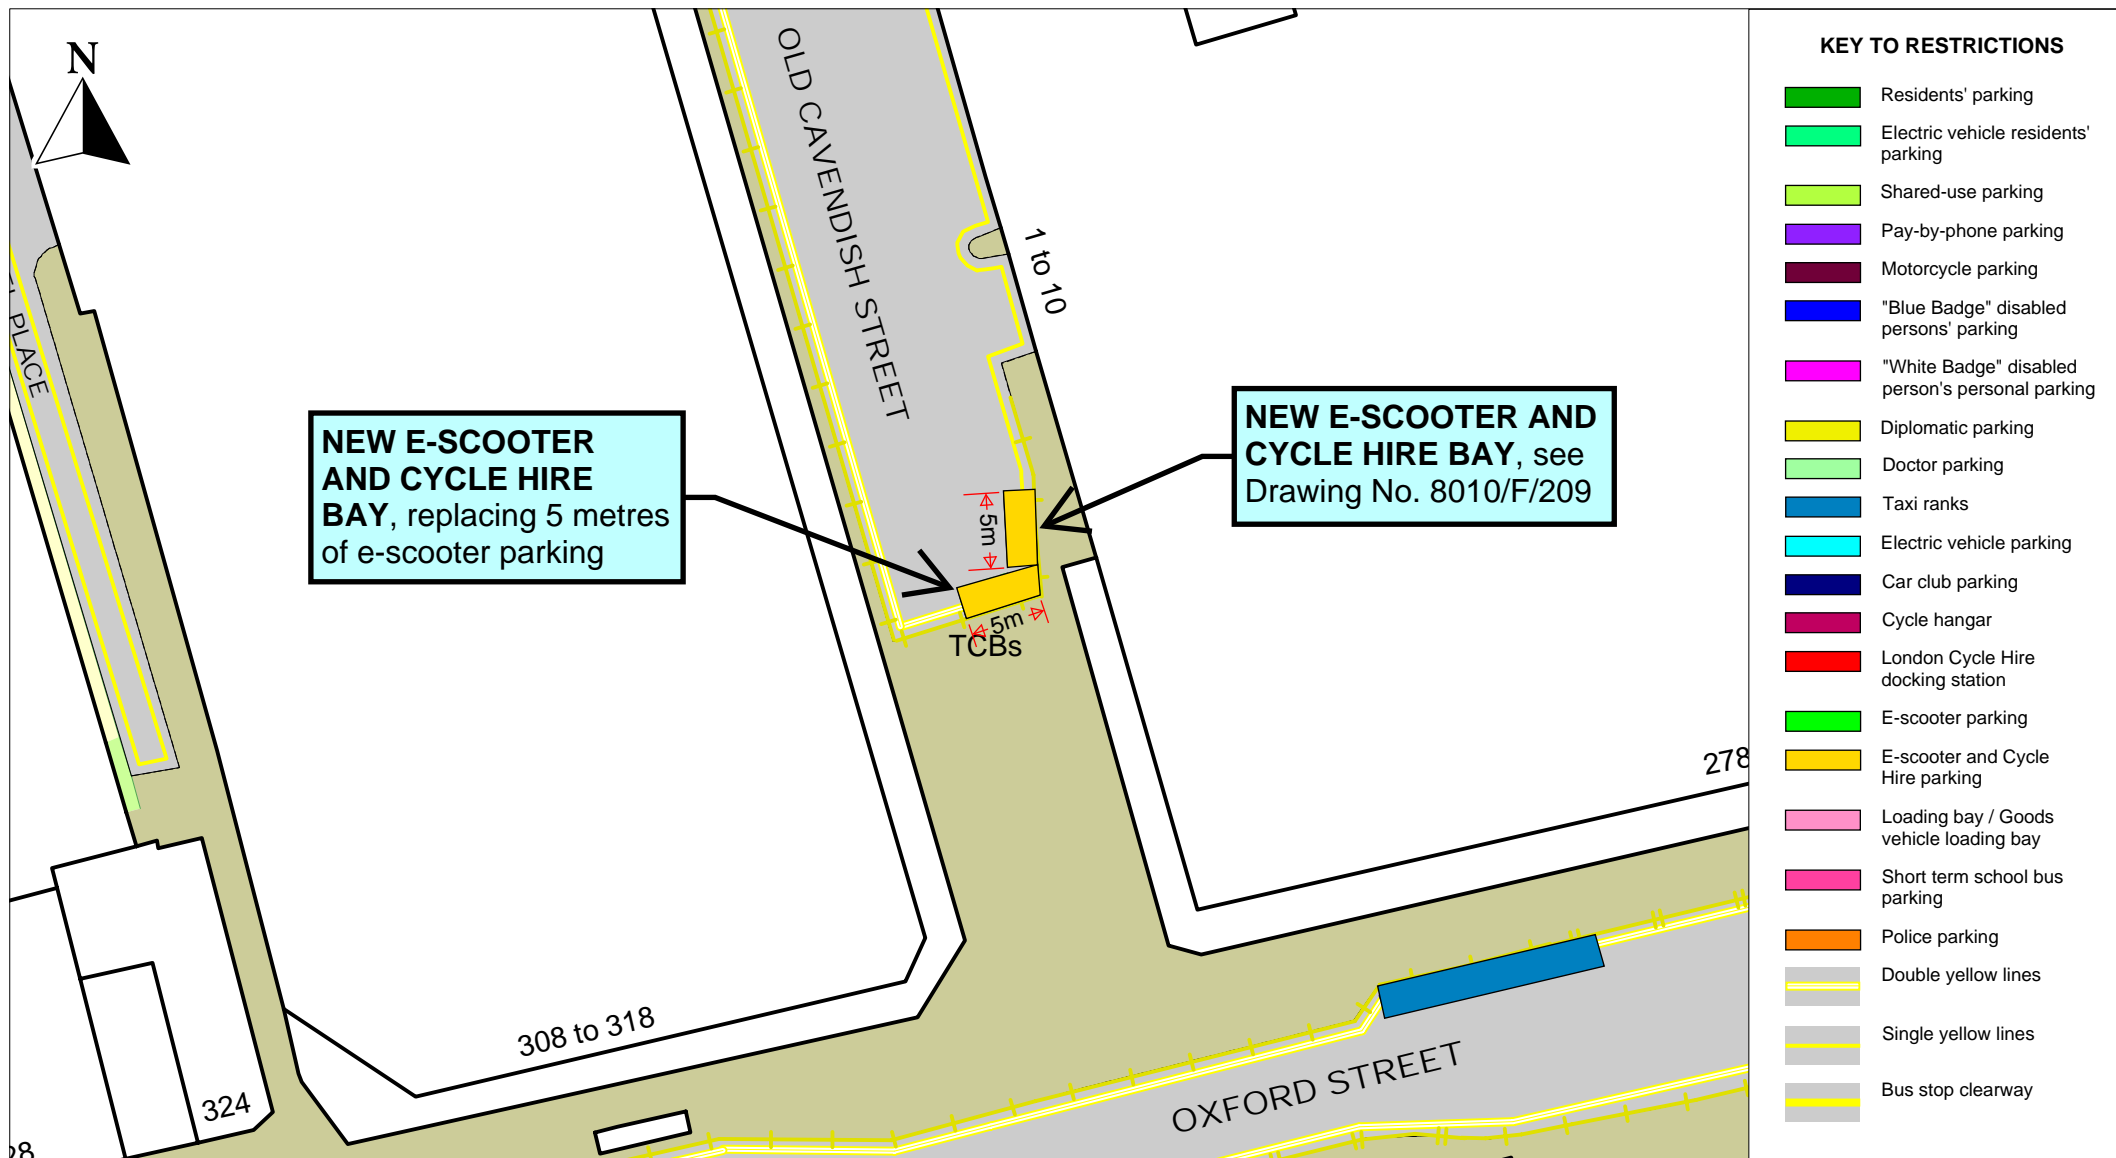 N
OLD CAVENDISH STREET
1 to 10
PLACE
NEW E-SCOOTER
AND CYCLE HIRE
BAY, replacing 5 metres
of e-scooter parking
NEW E-SCOOTER AND
CYCLE HIRE BAY, see
Drawing No. 8010/F/209
5m
5m
TCBs
278
308 to 318
324
28
OXFORD STREET
KEY TO RESTRICTIONS
Residents' parking
Electric vehicle residents'
parking
Shared-use parking
Pay-by-phone parking
Motorcycle parking
"Blue Badge" disabled
persons' parking
"White Badge" disabled
person's personal parking
Diplomatic parking
Doctor parking
Taxi ranks
Electric vehicle parking
Car club parking
Cycle hangar
London Cycle Hire
docking station
E-scooter parking
E-scooter and Cycle
Hire parking
Loading bay / Goods
vehicle loading bay
Short term school bus
parking
Police parking
Double yellow lines
Single yellow lines
Bus stop clearway